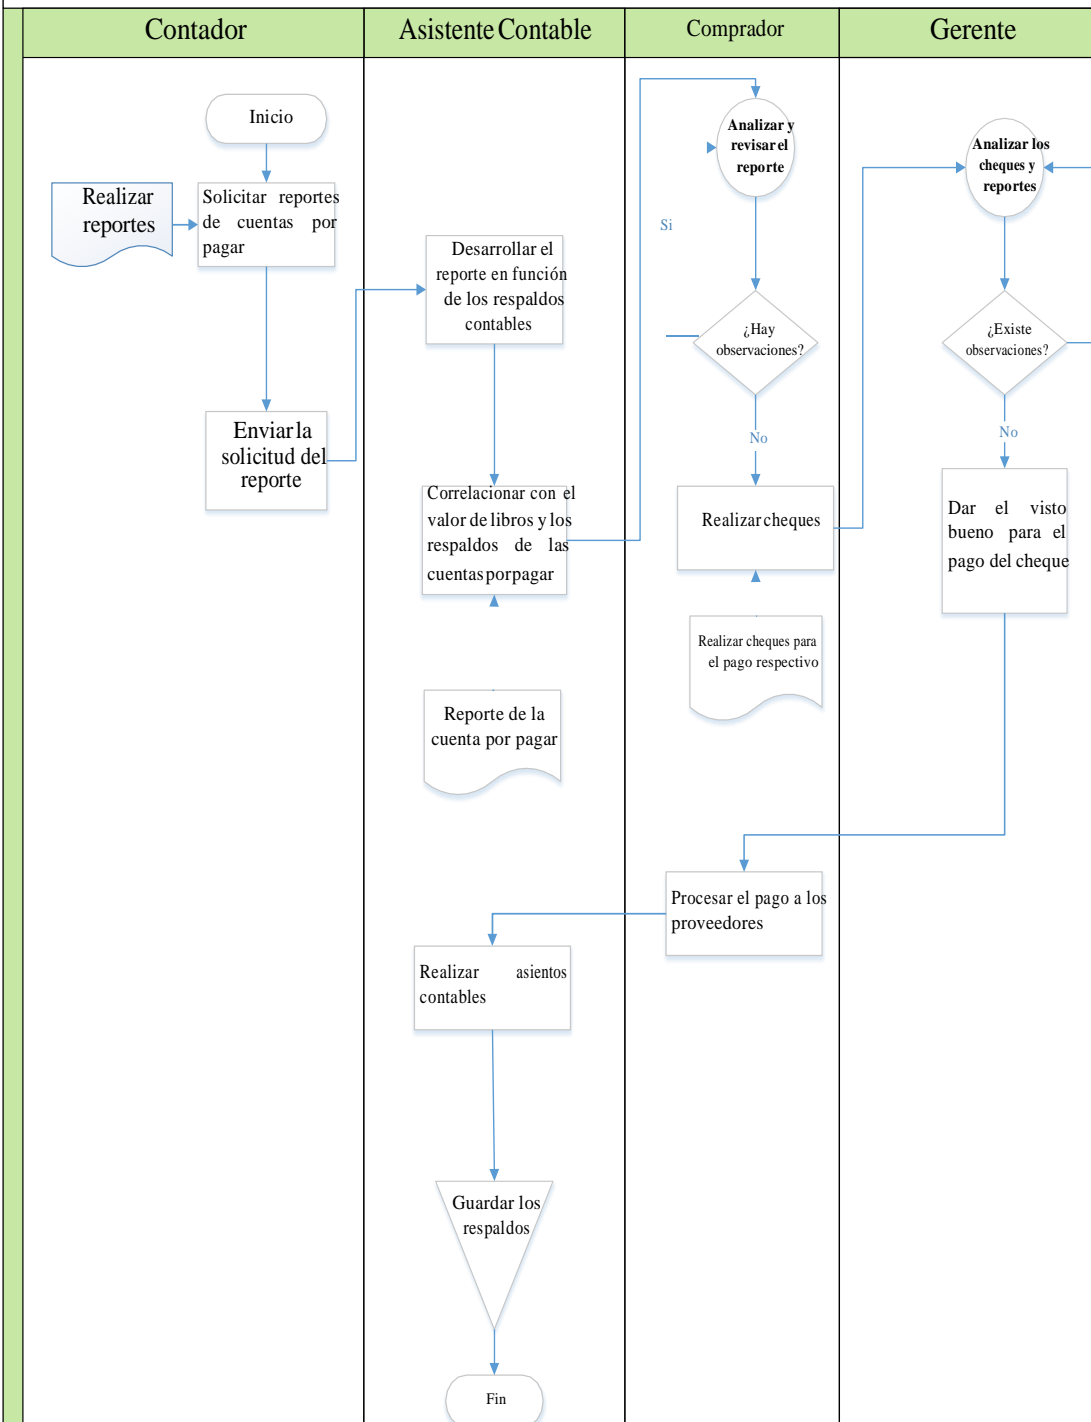 Contador
Asistente Contable
Comprador
Gerente
Inicio
Realizar
reportes
Solicitar reportes
de cuentas por
pagar
Enviar la
solicitud del
reporte
Desarrollar el
reporte en función
de los respaldos
contables
Correlacionar con el
valor de libros y los
respaldos de las
cuentas por pagar
Reporte de la
cuenta por pagar
Analizar y
revisar el
reporte
Si
¿Hay
observaciones?
No
Realizar cheques
Realizar cheques para
el pago respectivo
Analizar los
cheques y
reportes
¿Existe
observaciones?
No
Dar el visto
bueno para el
pago del cheque
Procesar el pago a los
proveedores
Realizar asientos
contables
Guardar los
respaldos
Fin